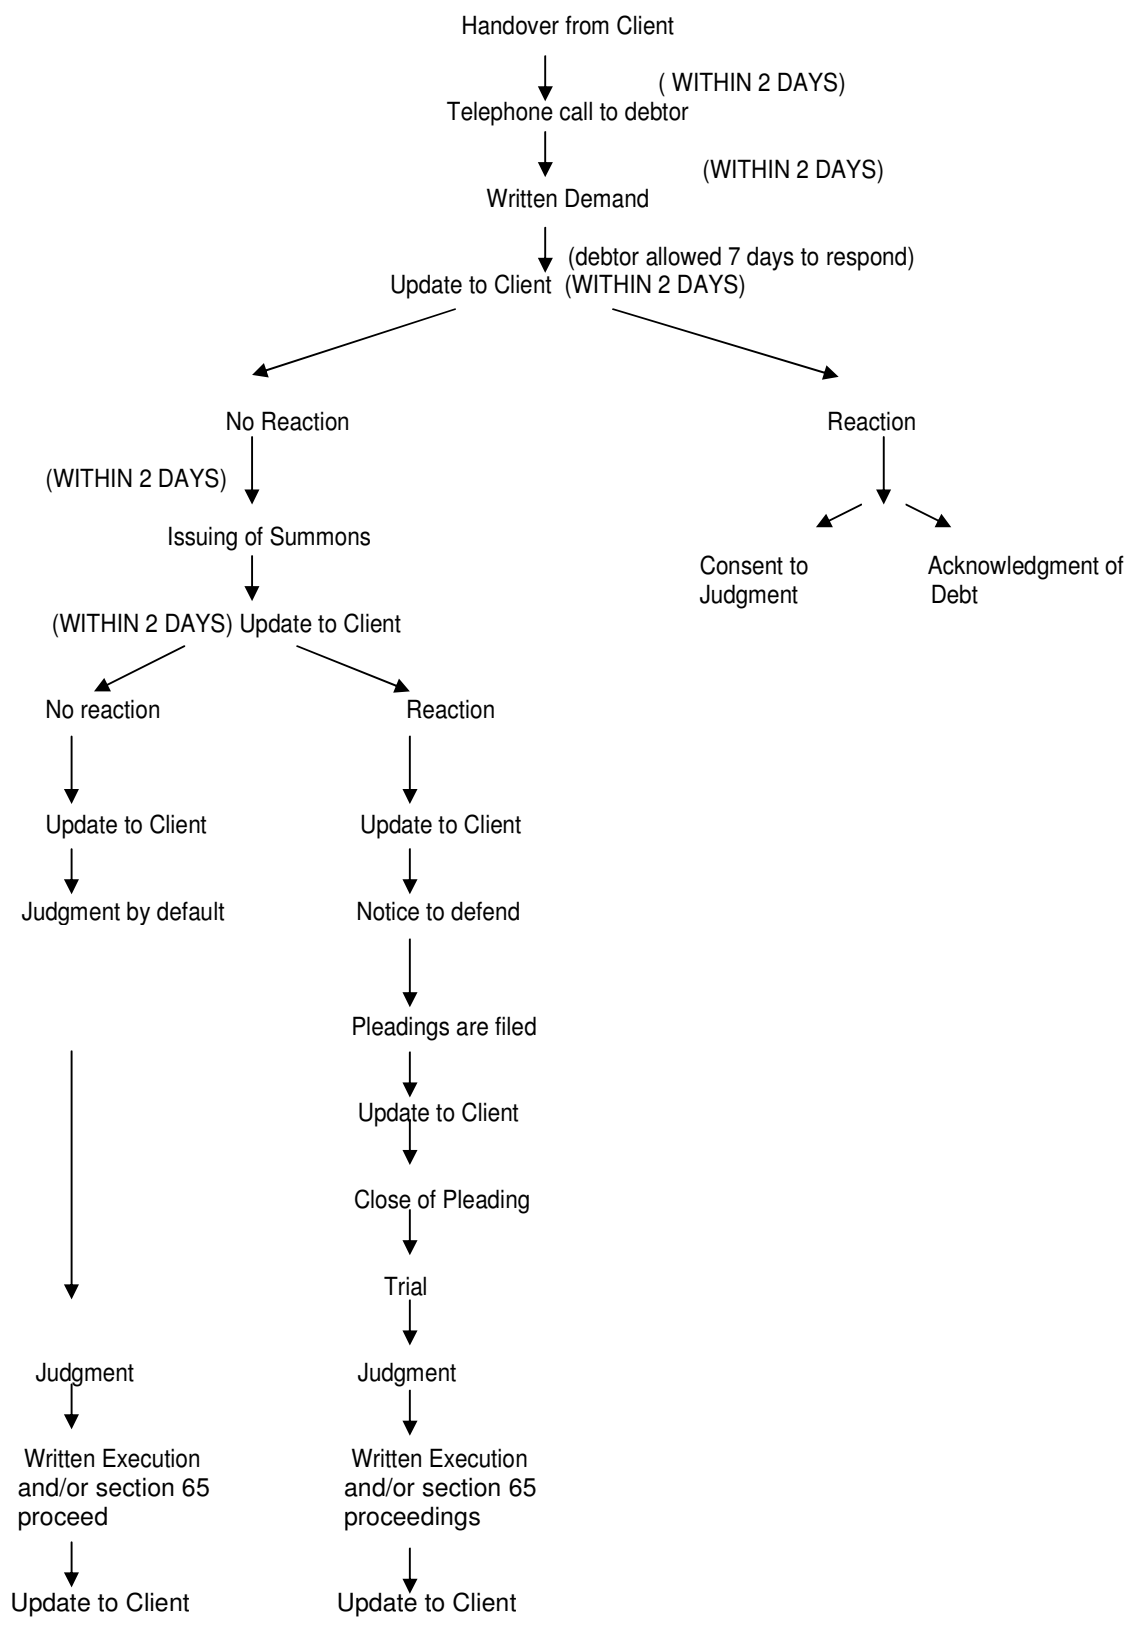 Handover from Client
( WITHIN 2 DAYS)
Telephone call to debtor
(WITHIN 2 DAYS)
Written Demand
(debtor allowed 7 days to respond)
Update to Client (WITHIN 2 DAYS)
No Reaction
Reaction
(WITHIN 2 DAYS)
Issuing of Summons
Consent to
Judgment
Acknowledgment of
Debt
(WITHIN 2 DAYS) Update to Client
No reaction
Reaction
Update to Client
Update to Client
Judgment by default
Notice to defend
Pleadings are filed
Update to Client
Close of Pleading
Trial
Judgment
Judgment
Written Execution
and/or section 65
proceed
Written Execution
and/or section 65
proceedings
Update to Client
Update to Client